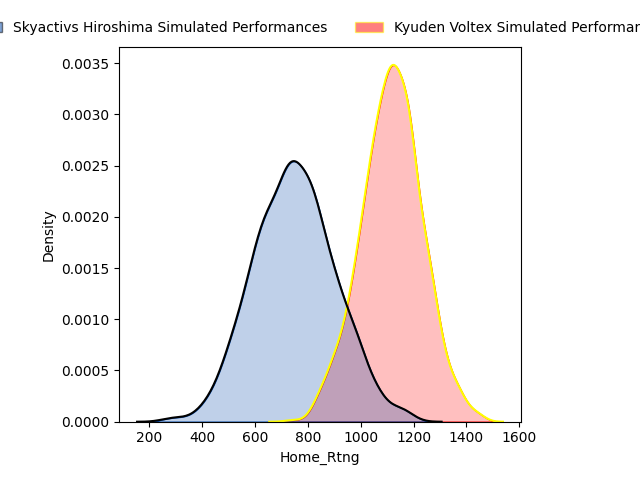 Skyactivs Hiroshima Simulated Performances
Kyuden Voltex Simulated
0.0035
0.0030
0.0025
0.0020
0.0015
0.0010
0.0005
0.0000
Density
200 400 600 800 1000 1200 1400 1600
Home_Rtng